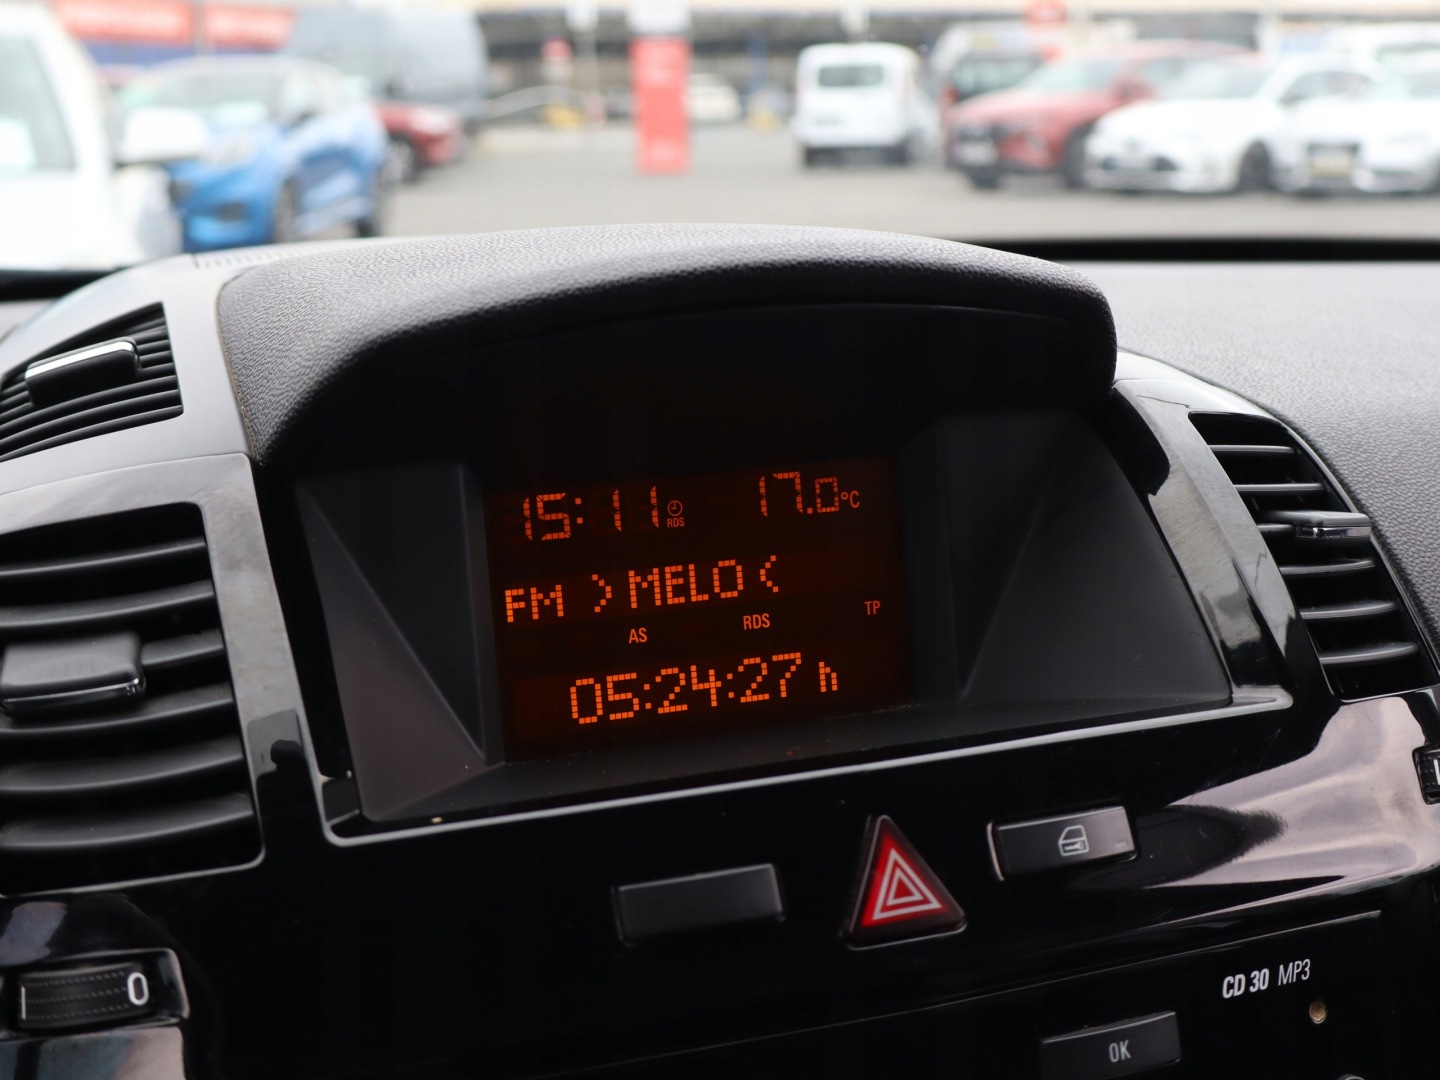 15:11 RDS 17.0°C
FM >MELO<
AS RDS TP
05:24:27 h
CD 30 MP3
0
OK